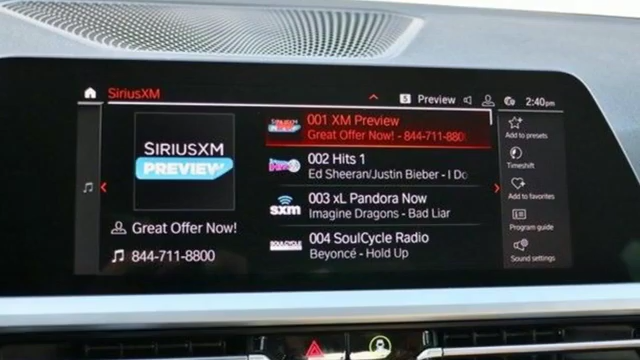 SiriusXM
S Preview 2:40pm
SIRIUSXM
PREVIEW
Great Offer Now!
844-711-8800
001 XM Preview
Great Offer Now! - 844-711-880
002 Hits 1
Ed Sheeran/Justin Bieber - I Do
sxm
003 xL Pandora Now
Imagine Dragons - Bad Liar
SOULCYCLE
004 SoulCycle Radio
Beyoncé - Hold Up
Add to presets
Timeshift
Add to favorites
Program guide
Sound settings